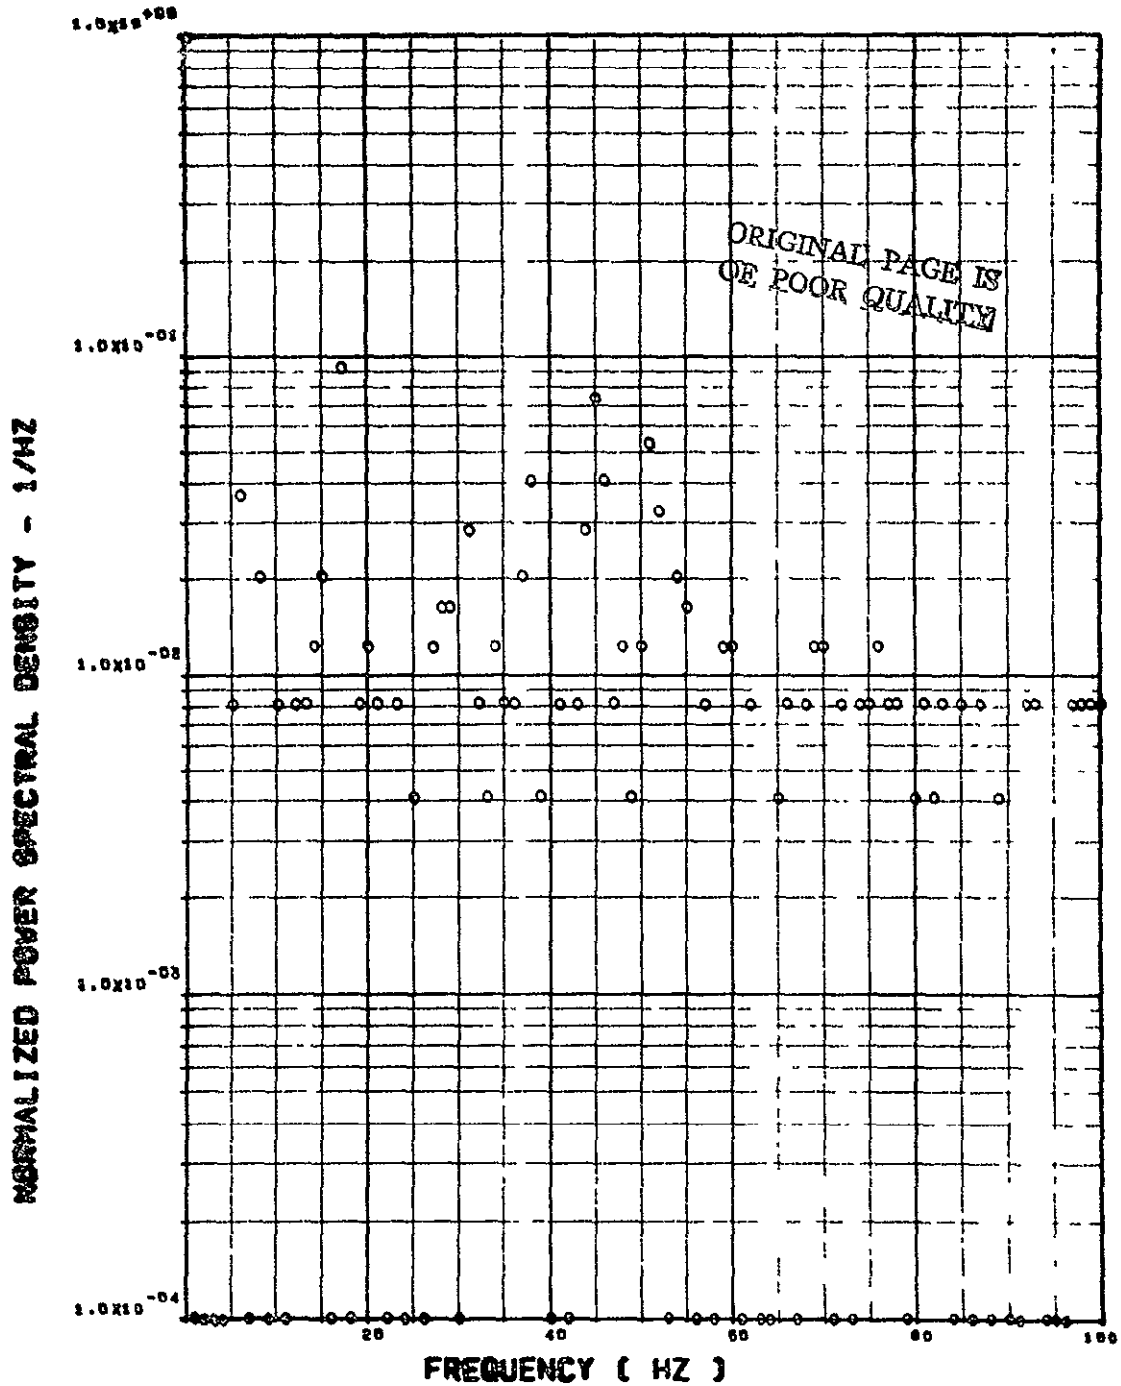 1.0X10+00
ORIGINAL PAGE IS
OF POOR QUALITY
1.0X10-01
NORMALIZED POWER SPECTRAL DENSITY - 1/HZ
1.0X10-02
1.0X10-03
1.0X10-04
20 40 60 80 100
FREQUENCY ( HZ )